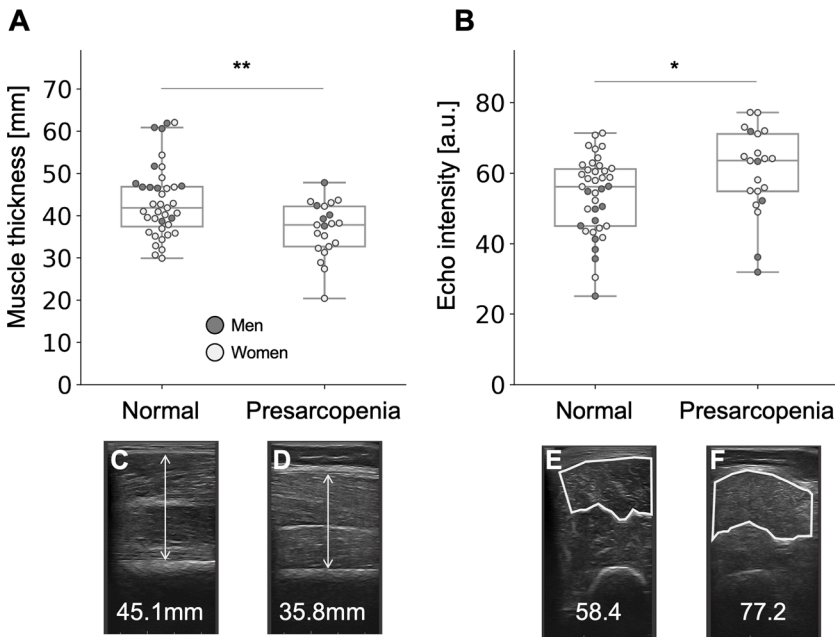 A
Muscle thickness [mm]
70
60
50
40
30
20
10
0
**
Men
Women
Normal
Presarcopenia
B
Echo intensity [a.u.]
80
60
40
20
0
*
Normal
Presarcopenia
C
45.1mm
D
35.8mm
E
58.4
F
77.2